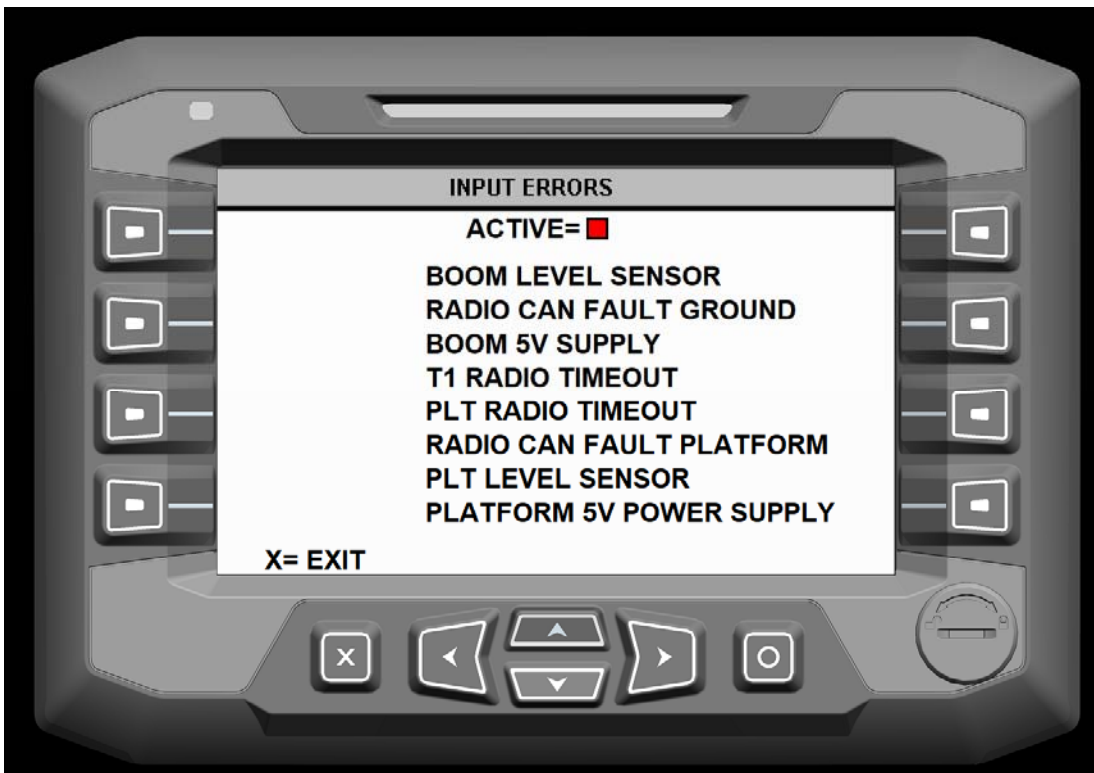 INPUT ERRORS
ACTIVE=
BOOM LEVEL SENSOR
RADIO CAN FAULT GROUND
BOOM 5V SUPPLY
T1 RADIO TIMEOUT
PLT RADIO TIMEOUT
RADIO CAN FAULT PLATFORM
PLT LEVEL SENSOR
PLATFORM 5V POWER SUPPLY
X= EXIT
X